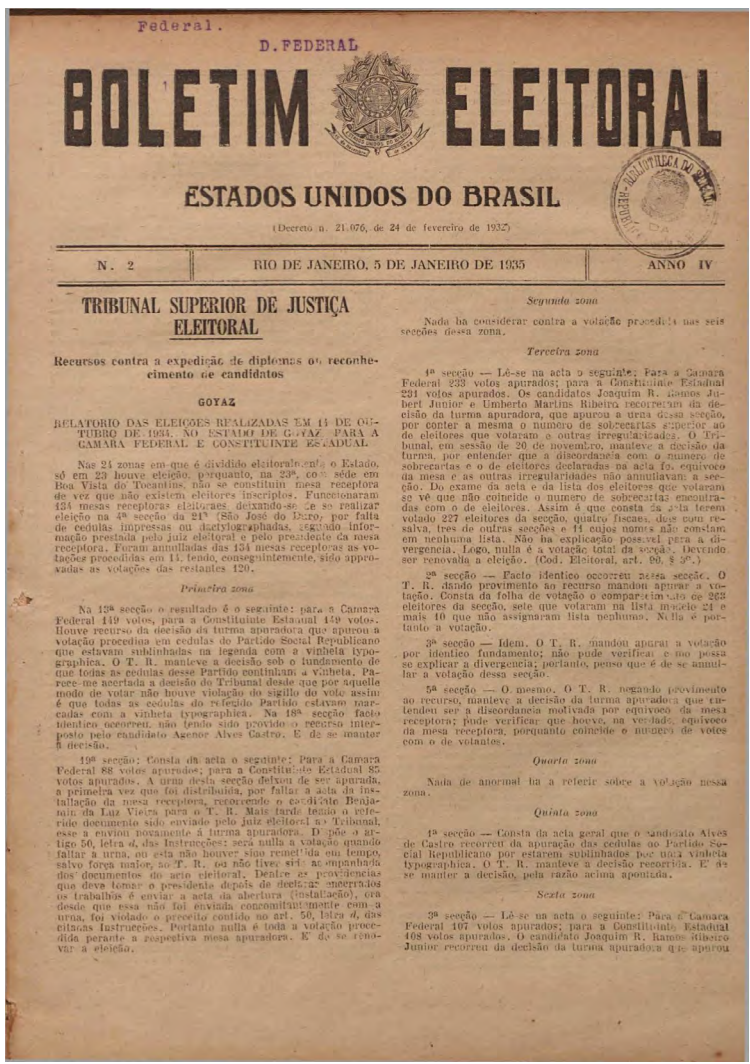 Federal.
D. FEDERAL
BOLETIM ELEITORAL
ESTADOS UNIDOS DO BRASIL
(Decreto n. 21.076, de 24 de fevereiro de 1932)
N. 2
RIO DE JANEIRO, 5 DE JANEIRO DE 1935
ANNO IV
TRIBUNAL SUPERIOR DE JUSTIÇA
ELEITORAL
Recursos contra a expedição de diplomas ou reconhe-
cimento de candidatos
GOYAZ
RELATORIO DAS ELEIÇÕES REALIZADAS EM 14 DE OU-
TUBRO DE 1934, NO ESTADO DE GOYAZ, PARA A
CAMARA FEDERAL E CONSTITUINTE ESTADUAL
Nas 24 zonas em que é dividido eleitoralmente o Estado,
só em 23 houve eleição, porquanto, na 23ª, com séde em
Boa Vista do Tocantins, não se constituiu mesa receptora
de vez que não existem eleitores inscriptos. Funccionaram
134 mesas receptoras eleitoraes, deixando-se de se realizar
eleição na 4ª secção da 21ª (São José do Duro) por falta
de cedulas impressas ou dactylographadas, segundo infor-
mação prestada pelo juiz eleitoral e pelo presidente da mesa
receptora. Foram annulladas das 134 mesas receptoras as vo-
tações procedidas em 14, tendo, conseguintemente, sido appro-
vadas as votações das restantes 120.
Primeira zona
Na 13ª secção o resultado é o seguinte: para a Camara
Federal 149 votos, para a Constituinte Estadual 149 votos.
Houve recurso da decisão da turma apuradora que apurou a
votação procedida em cedulas do Partido Social Republicano
que estavam sublinhadas na legenda com a vinheta typo-
graphica. O T. R. manteve a decisão sob o fundamento de
que todas as cedulas desse Partido continham a vinheta. Pa-
rece-me acertada a decisão do Tribunal desde que por aquelle
modo de votar não houve violação do sigillo do voto assim
é que todas as cedulas do referido Partido estavam mar-
cadas com a vinheta typographica. Na 18ª secção facto
identico occorreu, não tendo sido provido o recurso inter-
posto pelo candidato Agenor Alves Castro. E' de se manter
a decisão.
19ª secção: Consta da acta o seguinte: Para a Camara
Federal 88 votos apurados; para a Constituinte Estadual 85
votos apurados. A urna desta secção deixou de ser apurada,
a primeira vez que foi distribuida, por faltar a acta da ins-
tallação da mesa receptora, recorrendo o candidato Benja-
min da Luz Vieira para o T. R. Mais tarde tendo o refe-
rido documento sido enviado pelo juiz eleitoral ao Tribunal,
esse a enviou novamente á turma apuradora. Dispõe o ar-
tigo 50, letra d, das Instrucções: será nulla a votação quando
faltar a urna, ou esta não houver sido remettida em tempo,
salvo força maior, ao T. R. ou não tiver sido acompanhada
dos documentos do acto eleitoral. Dentre as providencias
que deve tomar o presidente depois de declarar encerrados
os trabalhos é enviar a acta da abertura (installação), ora
desde que essa não foi enviada concomitantemente com a
urna, foi violado o preceito contido no art. 50, letra d, das
citadas Instrucções. Portanto nulla é toda a votação proce-
dida perante a respectiva mesa apuradora. E' de se reno-
var a eleição.
Segunda zona
Nada ha considerar contra a votação procedida nas seis
secções dessa zona.
Terceira zona
1ª secção — Lê-se na acta o seguinte: Para a Camara
Federal 233 votos apurados; para a Constituinte Estadual
231 votos apurados. Os candidatos Joaquim R. Ramos Ju-
bert Junior e Umberto Martins Ribeiro recorreram da de-
cisão da turma apuradora, que apurou a urna dessa secção,
por conter a mesma o numero de sobrecartas superior ao
de eleitores que votaram e outras irregularidades. O Tri-
bunal, em sessão de 20 de novembro, manteve a decisão da
turma, por entender que a discordancia com o numero de
sobrecartas e o de eleitores declaradas na acta foi equivoco
da mesa e as outras irregularidades não annullavam a sec-
ção. Do exame da acta e da lista dos eleitores que votaram
se vê que não coincide o numero de sobrecartas encontra-
das com o de eleitores. Assim é que consta da acta terem
votado 227 eleitores da secção, quatro fiscaes, dois com re-
salva, tres de outras secções e 11 cujos nomes não constam
em nenhuma lista. Não ha explicação possivel para a di-
vergencia. Logo, nulla é a votação total da secção. Devendo
ser renovada a eleição. (Cod. Eleitoral, art. 90, § 5º.)
2ª secção — Facto identico occorreu nessa secção. O
T. R. dando provimento ao recurso mandou apurar a vo-
tação. Consta da folha de votação o comparecimento de 263
eleitores da secção, sete que votaram na lista modelo 24 e
mais 10 que não assignaram lista nenhuma. Nulla é por-
tanto a votação.
3ª secção — Idem. O T. R. mandou apurar a votação
por identico fundamento; não pude verificar como possa
se explicar a divergencia; portanto, penso que é de se annul-
lar a votação dessa secção.
5ª secção — O mesmo. O T. R. negando provimento
ao recurso, manteve a decisão da turma apuradora que en-
tendeu ser a discordancia motivada por equivoco da mesa
receptora; pude verificar que houve, na verdade, equivoco
da mesa receptora, porquanto coincide o numero de votos
com o de votantes.
Quarta zona
Nada de anormal ha a referir sobre a votação nessa
zona.
Quinta zona
1ª secção — Consta da acta geral que o candidato Alves
de Castro recorreu da apuração das cedulas do Partido So-
cial Republicano por estarem sublinhados por uma vinheta
typographica. O T. R. manteve a decisão recorrida. E' de
se manter a decisão, pela razão acima apontada.
Sexta zona
3ª secção — Lê-se na acta o seguinte: Para a Camara
Federal 107 votos apurados; para a Constituinte Estadual
108 votos apurados. O candidato Joaquim R. Ramos Ribeiro
Junior recorreu da decisão da turma apuradora que apurou